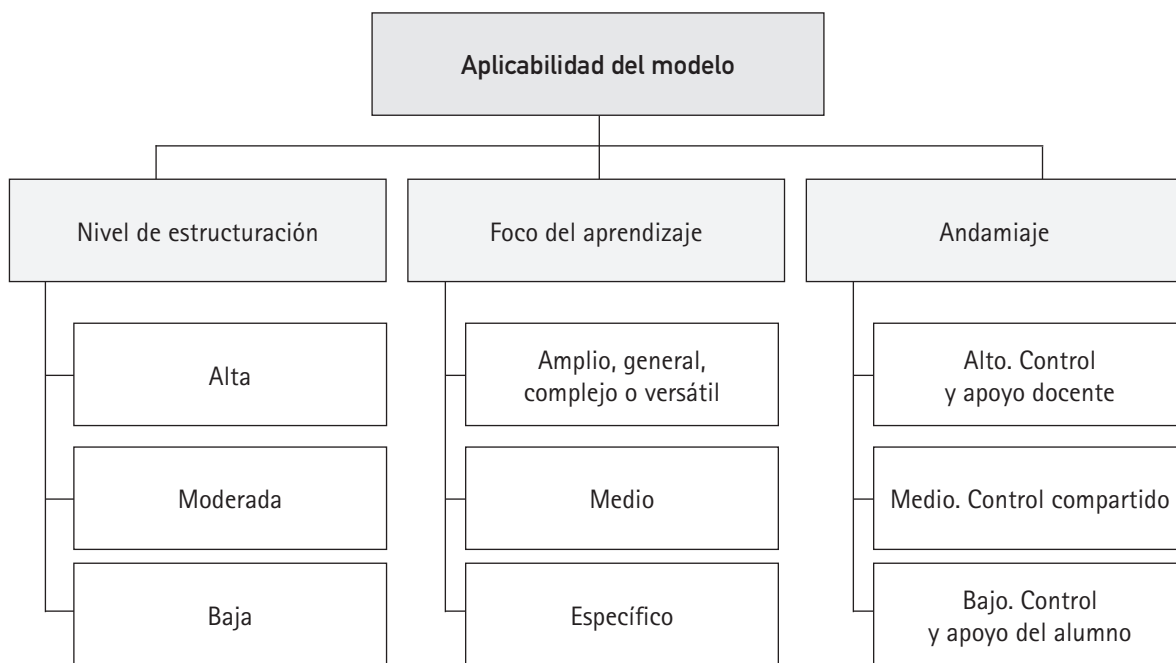 Aplicabilidad del modelo
Nivel de estructuración
Foco del aprendizaje
Andamiaje
Alta
Amplio, general,
complejo o versátil
Alto. Control
y apoyo docente
Moderada
Medio
Medio. Control compartido
Baja
Específico
Bajo. Control
y apoyo del alumno